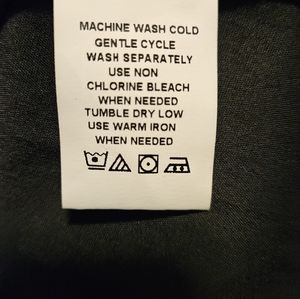 MACHINE WASH COLD
GENTLE CYCLE
WASH SEPARATELY
USE NON
CHLORINE BLEACH
WHEN NEEDED
TUMBLE DRY LOW
USE WARM IRON
WHEN NEEDED